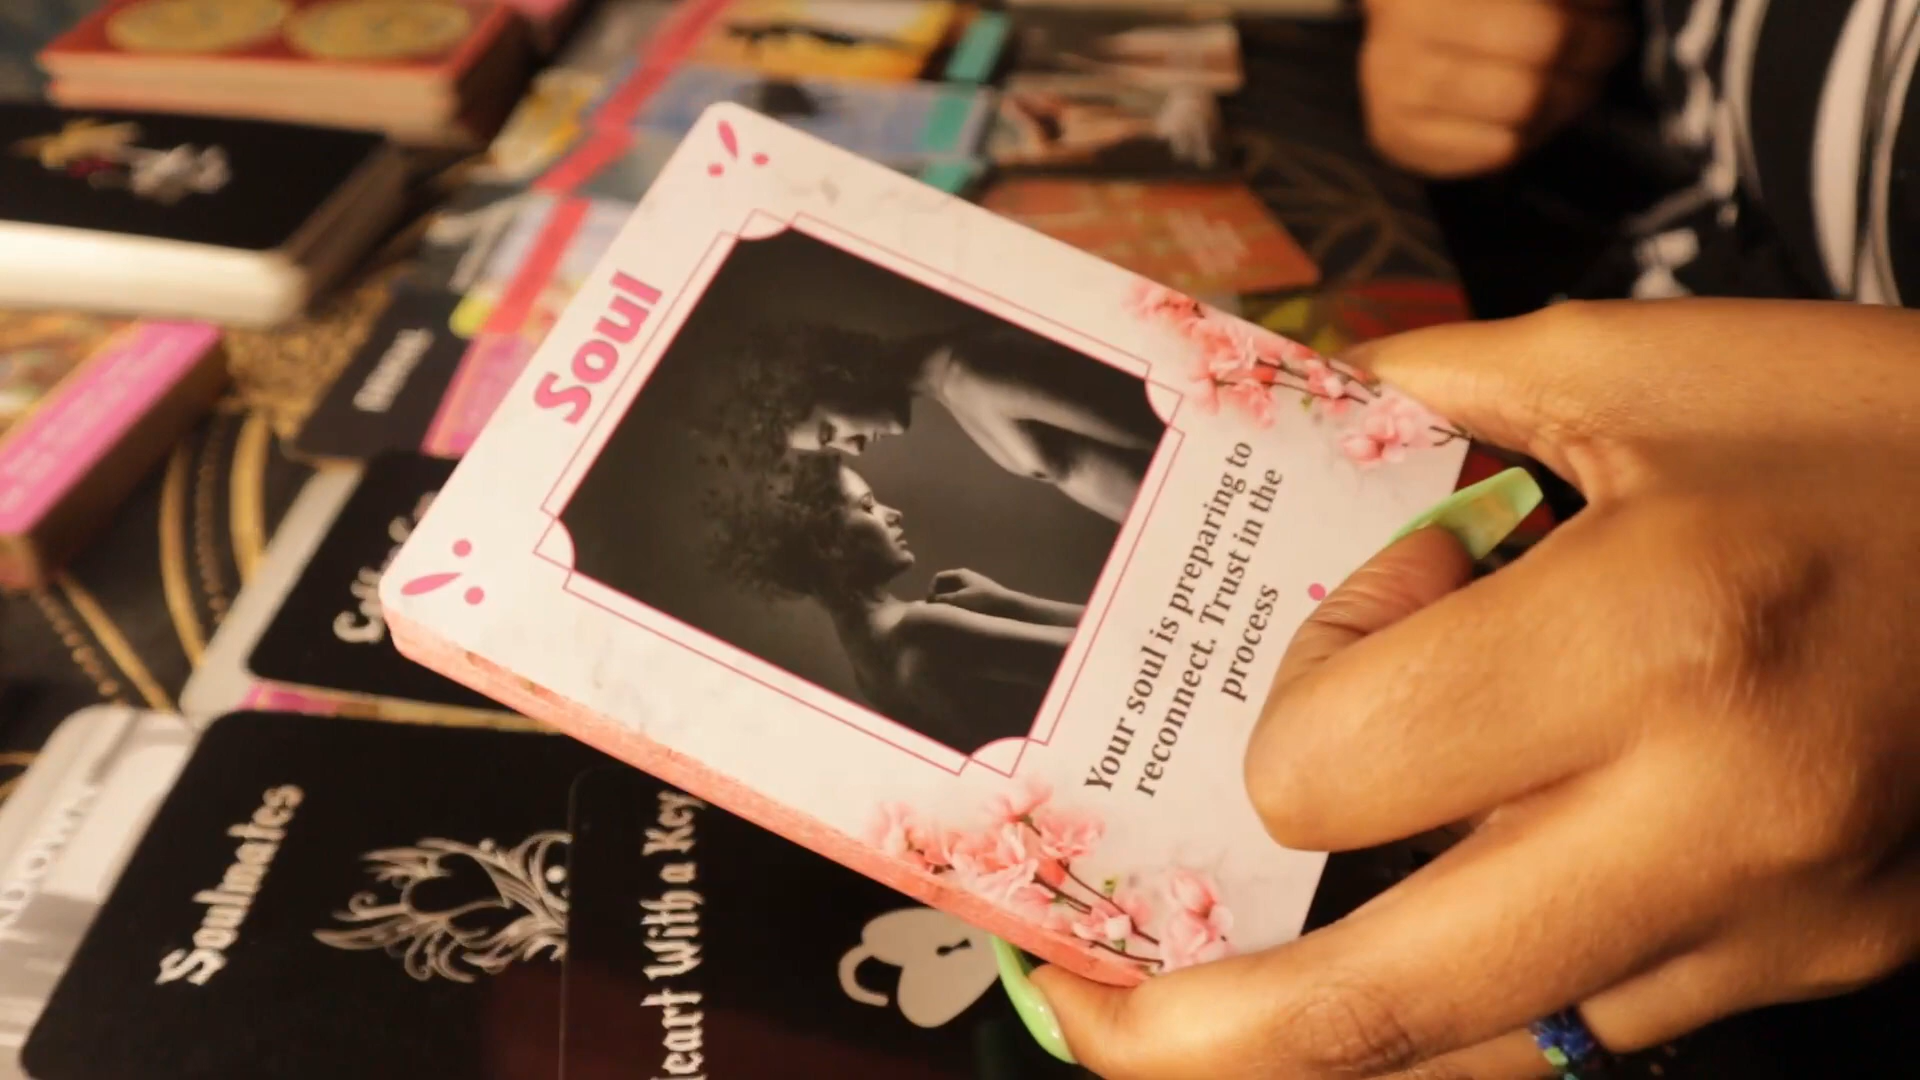 Soul
Your soul is preparing to
reconnect. Trust in the
process
Soulmates
Heart With a Key